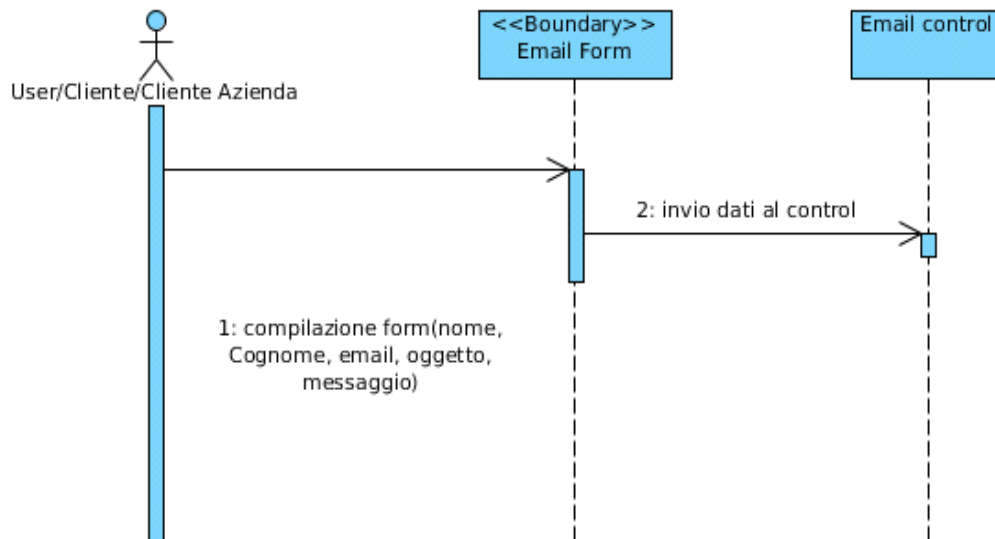 <<Boundary>>
Email Form
Email control
User/Cliente/Cliente Azienda
2: invio dati al control
1: compilazione form(nome,
Cognome, email, oggetto,
messaggio)